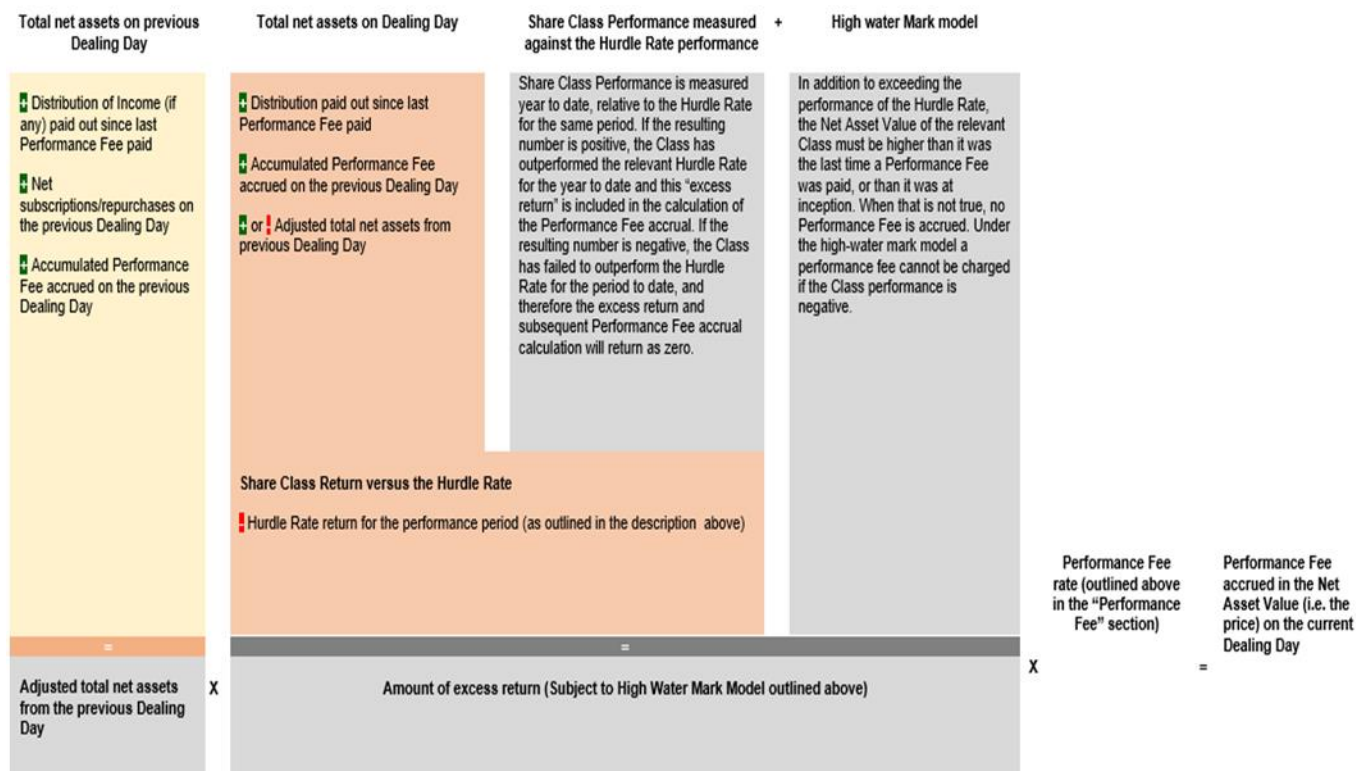 Total net assets on previous
Dealing Day
+ Distribution of Income (if
any) paid out since last
Performance Fee paid
+ Net
subscriptions/repurchases on
the previous Dealing Day
+ Accumulated Performance
Fee accrued on the previous
Dealing Day
=
Adjusted total net assets
from the previous Dealing
Day
X
Total net assets on Dealing Day
+ Distribution paid out since last
Performance Fee paid
+ Accumulated Performance Fee
accrued on the previous Dealing Day
+ or - Adjusted total net assets from
previous Dealing Day
Share Class Performance measured
against the Hurdle Rate performance
Share Class Performance is measured
year to date, relative to the Hurdle Rate
for the same period. If the resulting
number is positive, the Class has
outperformed the relevant Hurdle Rate
for the year to date and this “excess
return” is included in the calculation of
the Performance Fee accrual. If the
resulting number is negative, the Class
has failed to outperform the Hurdle
Rate for the period to date, and
therefore the excess return and
subsequent Performance Fee accrual
calculation will return as zero.
+
High water Mark model
In addition to exceeding the
performance of the Hurdle Rate,
the Net Asset Value of the relevant
Class must be higher than it was
the last time a Performance Fee
was paid, or than it was at
inception. When that is not true, no
Performance Fee is accrued. Under
the high-water mark model a
performance fee cannot be charged
if the Class performance is
negative.
Share Class Return versus the Hurdle Rate
- Hurdle Rate return for the performance period (as outlined in the description above)
=
Amount of excess return (Subject to High Water Mark Model outlined above)
X
Performance Fee
rate (outlined above
in the “Performance
Fee” section)
=
Performance Fee
accrued in the Net
Asset Value (i.e. the
price) on the current
Dealing Day